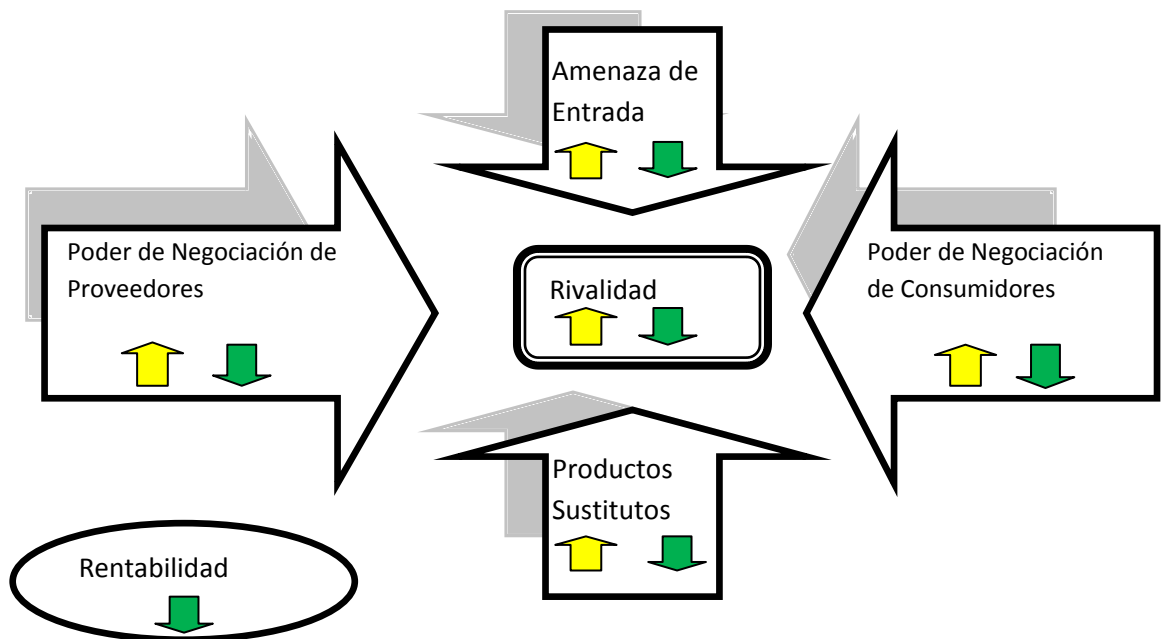 Amenaza de
Entrada
Poder de Negociación de
Proveedores
Rivalidad
Poder de Negociación
de Consumidores
Productos
Sustitutos
Rentabilidad